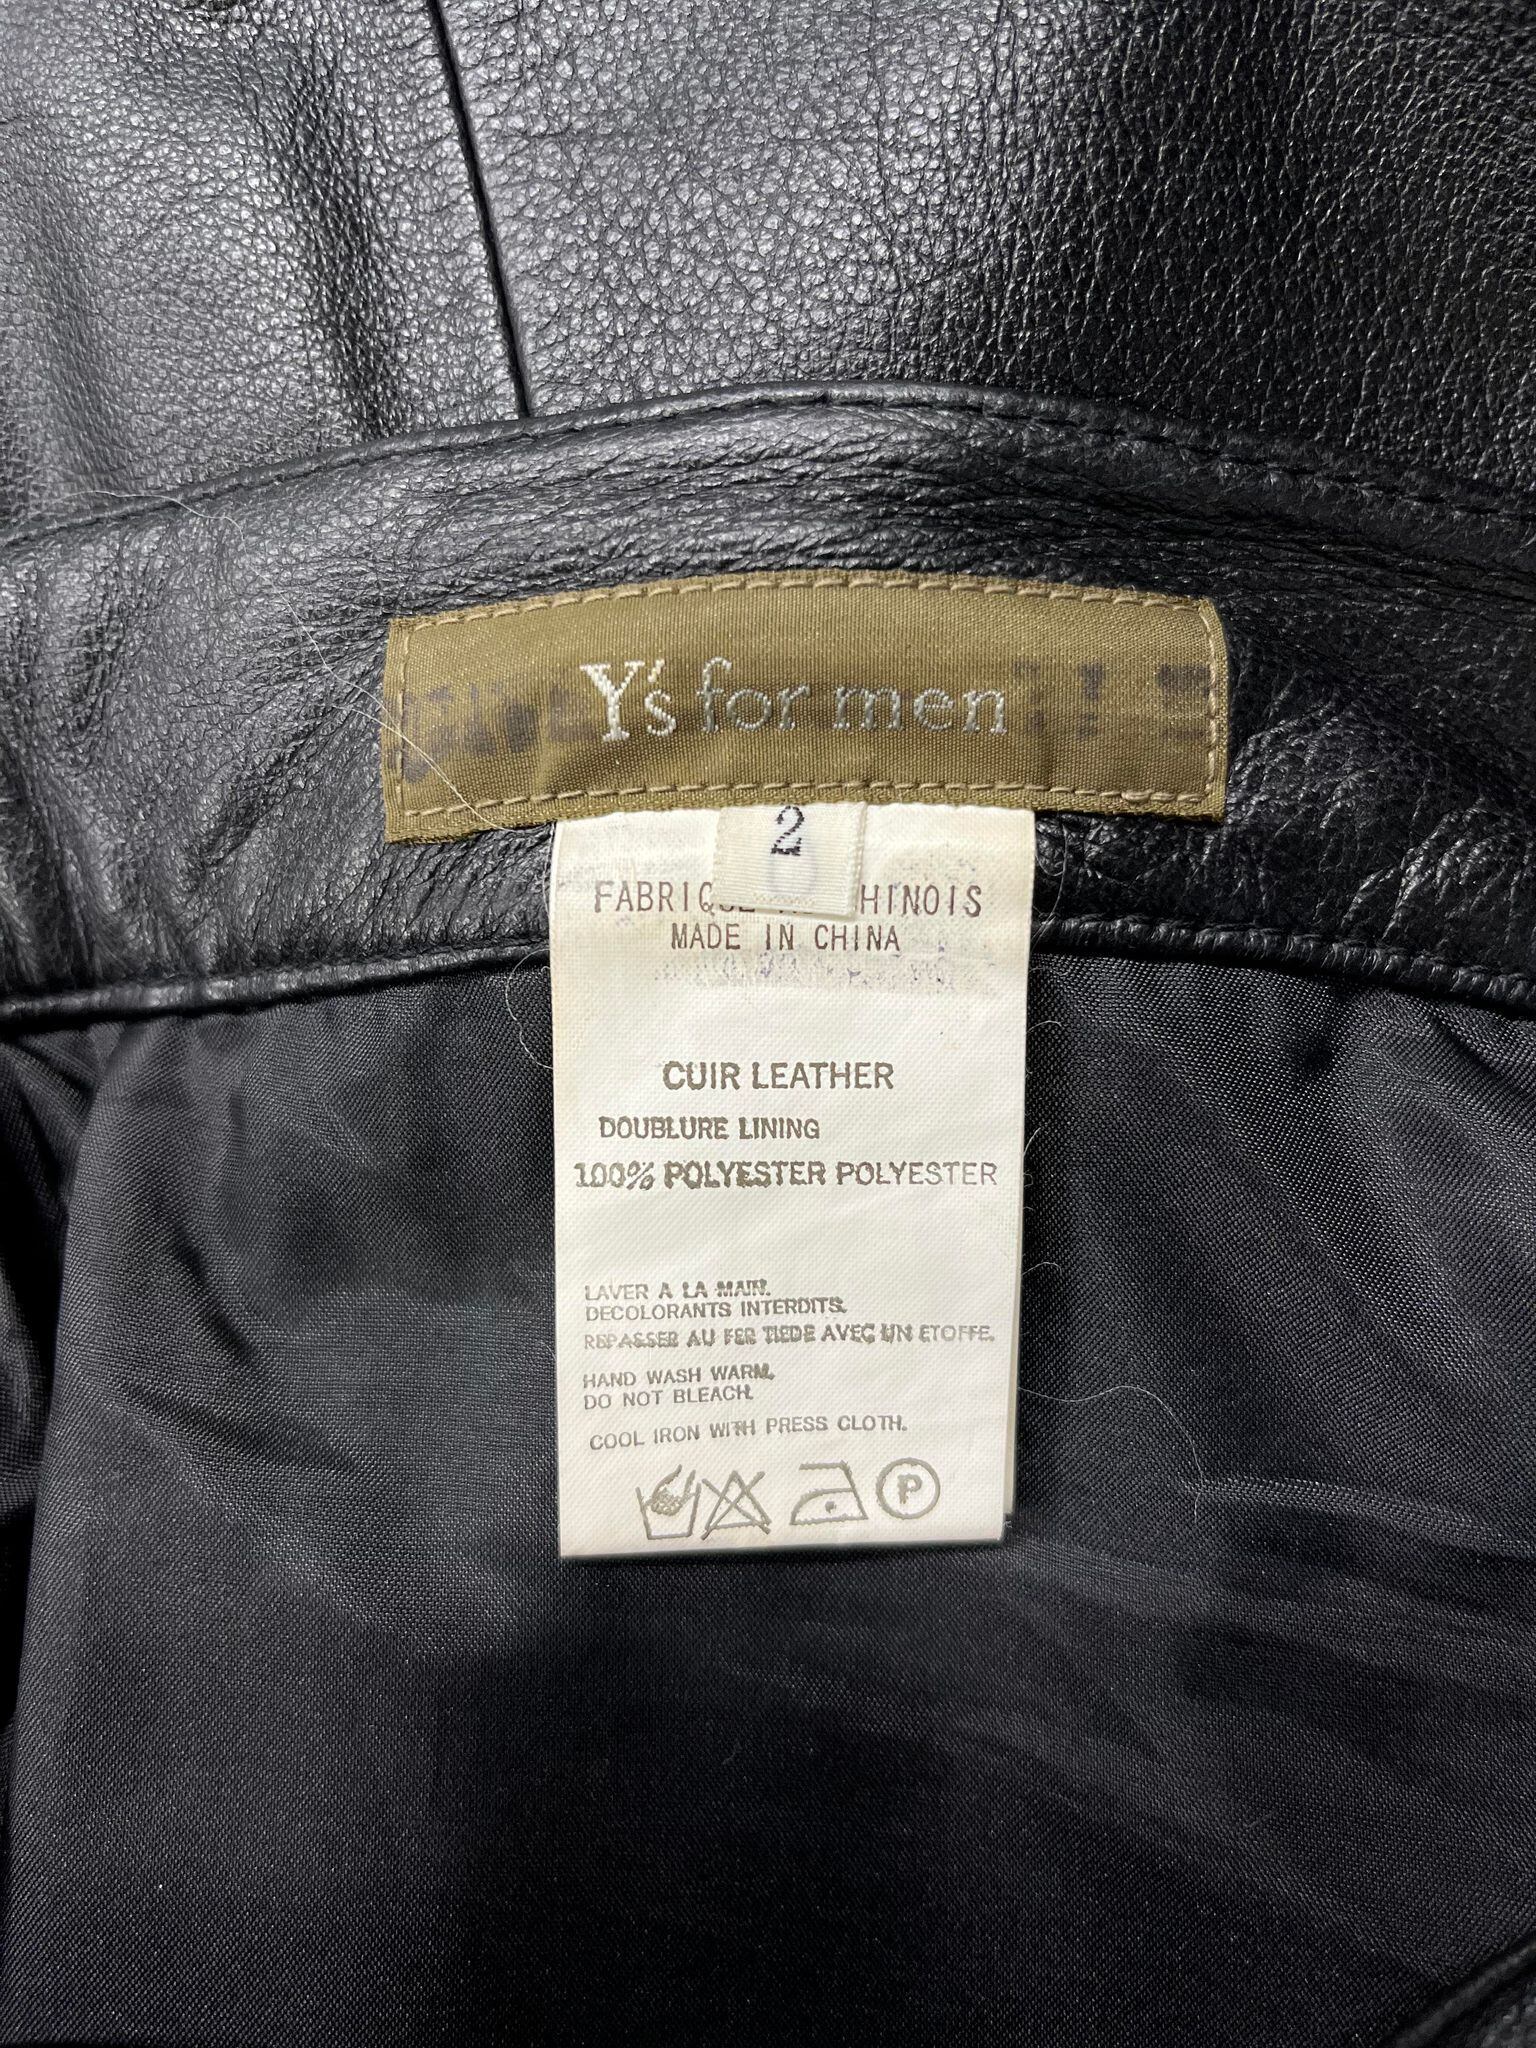 Y's for men
2
FABRIQ HINOIS
MADE IN CHINA
CUIR LEATHER
DOUBLURE LINING
100% POLYESTER POLYESTER
LAVER A LA MAIN.
DECOLORANTS INTERDITS.
REPASSER AU FER TIEDE AVEC UN ETOFFE.
HAND WASH WARM.
DO NOT BLEACH.
COOL IRON WITH PRESS CLOTH.
P